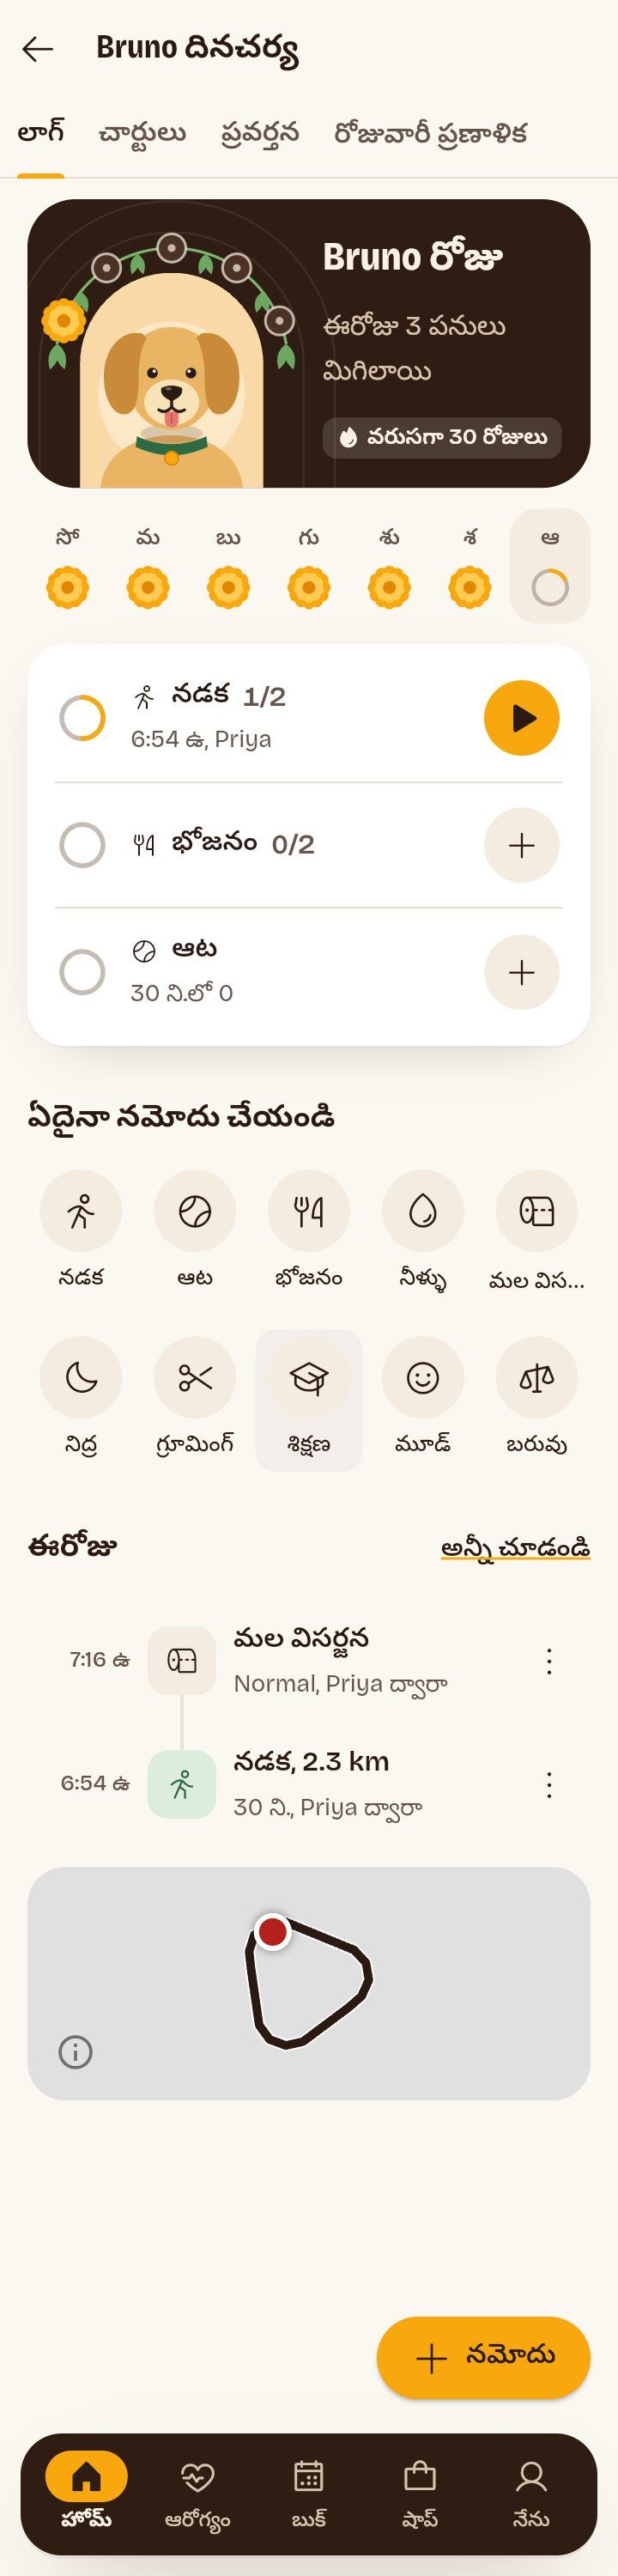 Bruno దినచర్య
లాగ్ చార్టులు ప్రవర్తన రోజువారీ ప్రణాళిక
Bruno రోజు
ఈరోజు 3 పనులు
మిగిలాయి
వరుసగా 30 రోజులు
సో మ బు గు శు శ ఆ
నడక 1/2
6:54 ఉ, Priya
భోజనం 0/2
ఆట
30 ని.లో 0
ఏదైనా నమోదు చేయండి
నడక ఆట భోజనం నీళ్ళు మల విస...
నిద్ర గ్రూమింగ్ శిక్షణ మూడ్ బరువు
ఈరోజు అన్నీ చూడండి
7:16 ఉ మల విసర్జన
Normal, Priya ద్వారా
6:54 ఉ నడక, 2.3 km
30 ని., Priya ద్వారా
నమోదు
హోమ్ ఆరోగ్యం బుక్ షాప్ నేను